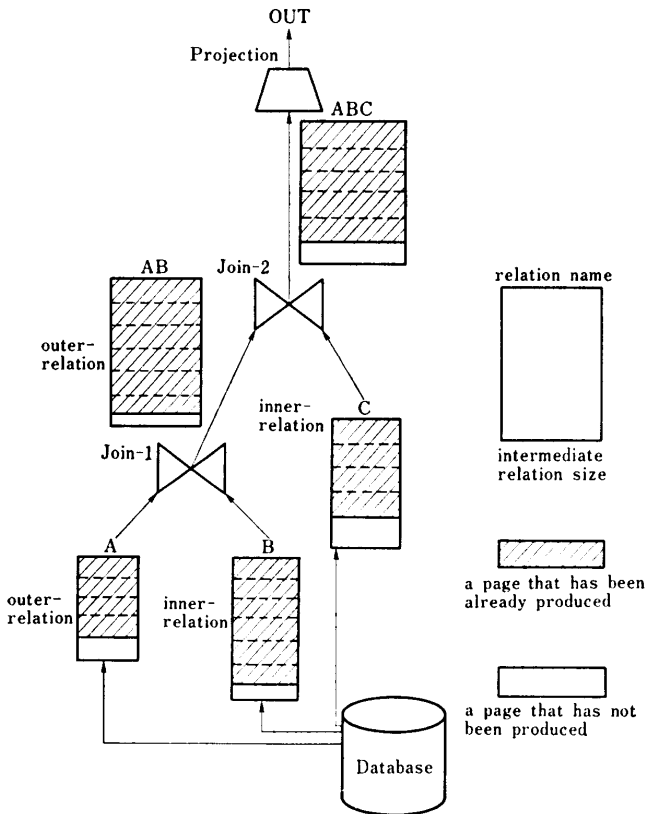 OUT
Projection
ABC
Join-2
AB
outer-
relation
relation name
intermediate
relation size
inner-
relation
C
Join-1
A
outer-
relation
B
inner-
relation
a page that has been
already produced
a page that has not
been produced
Database